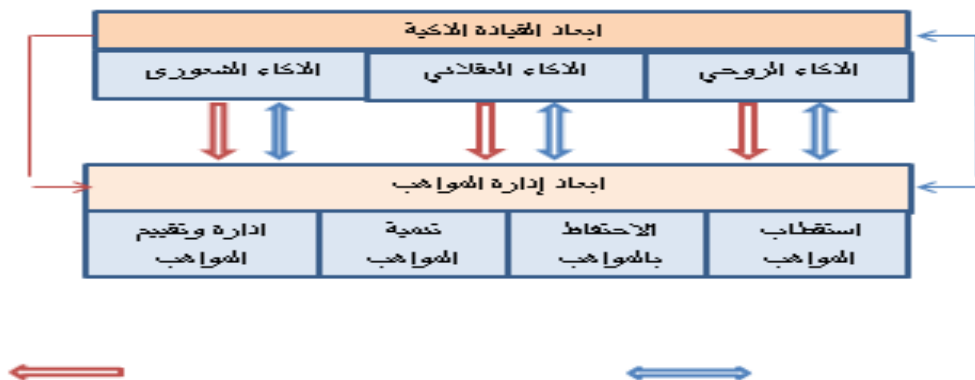 ابعاد القيادة الذكية
الذكاء الروحي
الذكاء العقلاني
الذكاء الشعوري
ابعاد إدارة المواهب
استقطاب
المواهب
الاحتفاظ
بالمواهب
تنمية
المواهب
ادارة وتقييم
المواهب